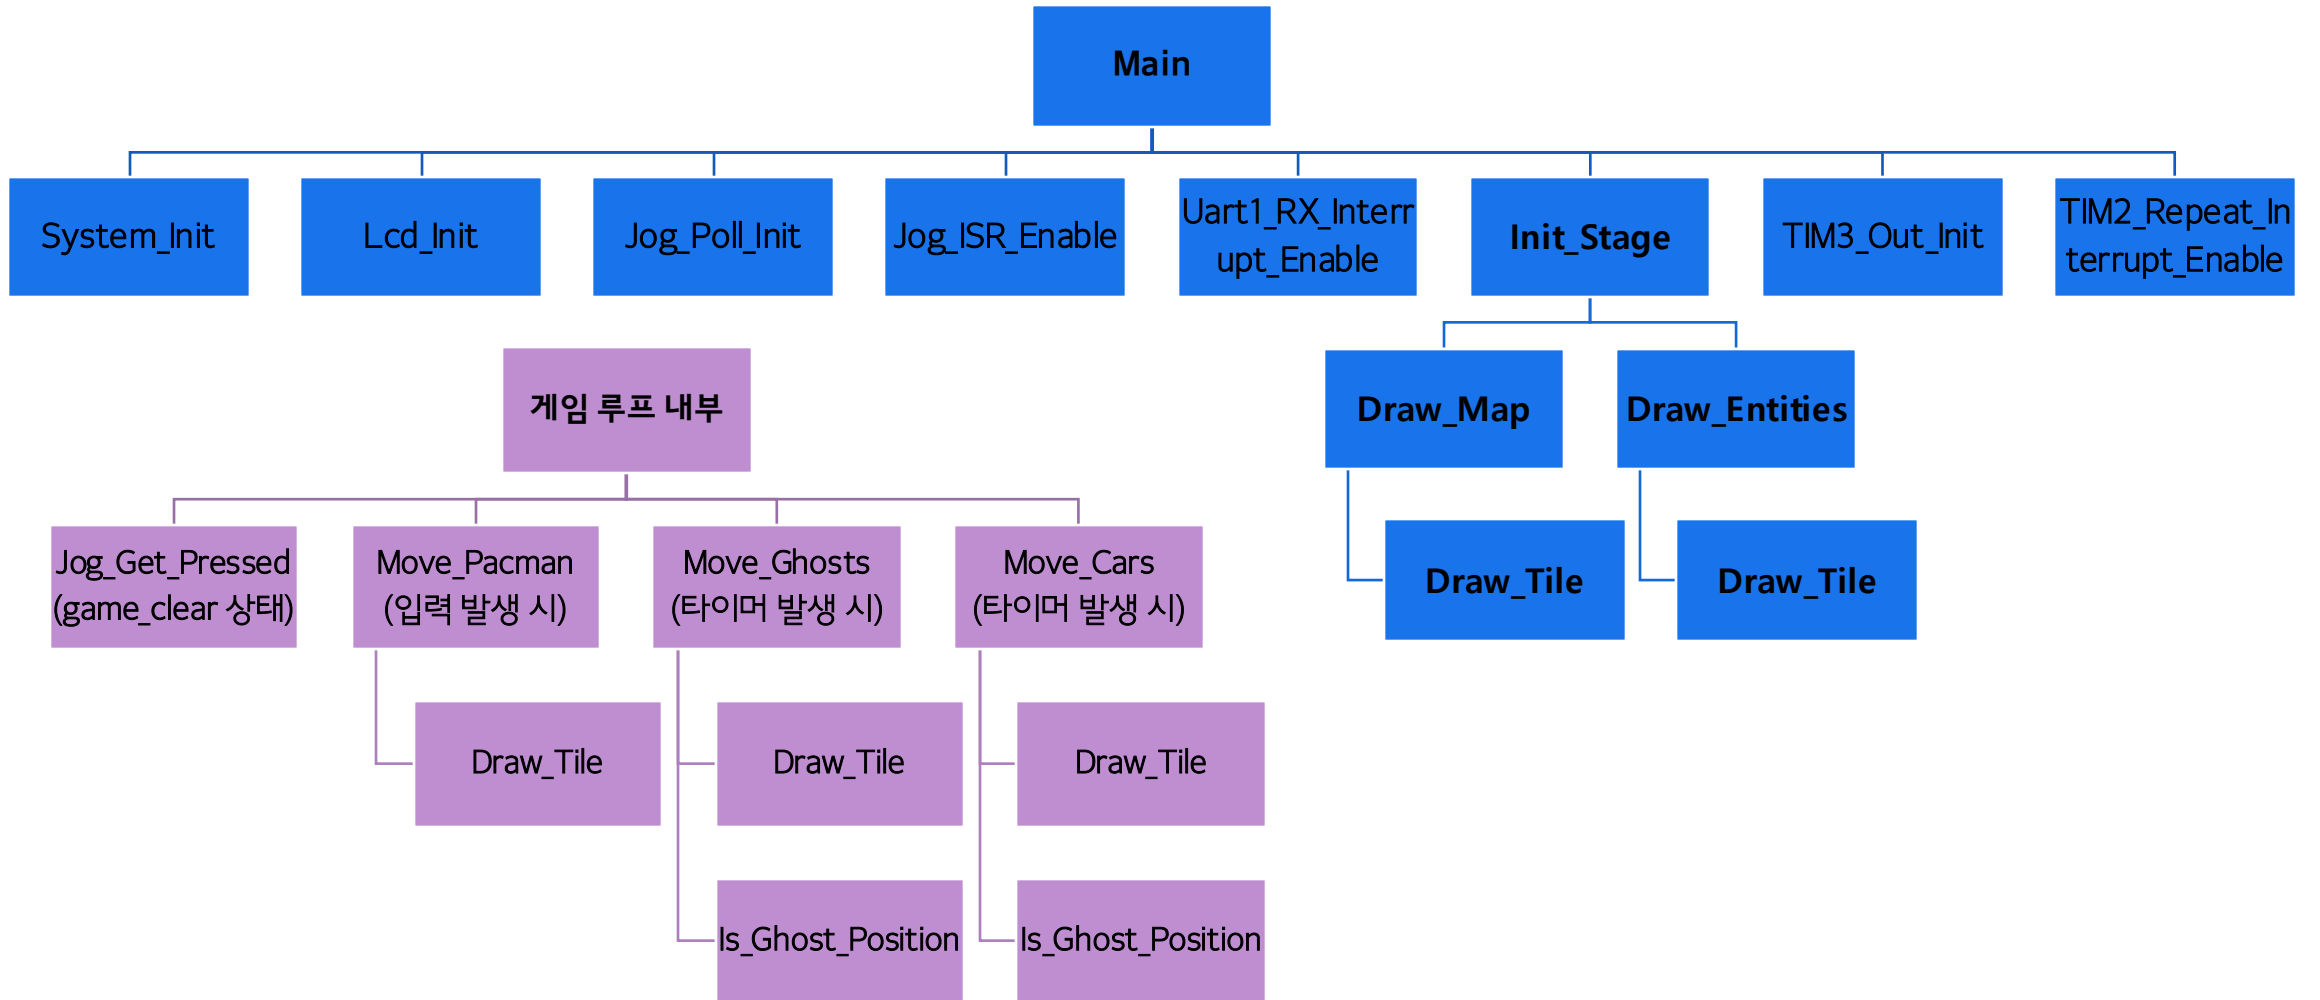 Main
System_Init
Lcd_Init
Jog_Poll_Init
Jog_ISR_Enable
Uart1_RX_Interr
upt_Enable
Init_Stage
TIM3_Out_Init
TIM2_Repeat_In
terrupt_Enable
Draw_Map
Draw_Entities
Draw_Tile
Draw_Tile
게임 루프 내부
Jog_Get_Pressed
(game_clear 상태)
Move_Pacman
(입력 발생 시)
Move_Ghosts
(타이머 발생 시)
Move_Cars
(타이머 발생 시)
Draw_Tile
Draw_Tile
Draw_Tile
Is_Ghost_Position
Is_Ghost_Position